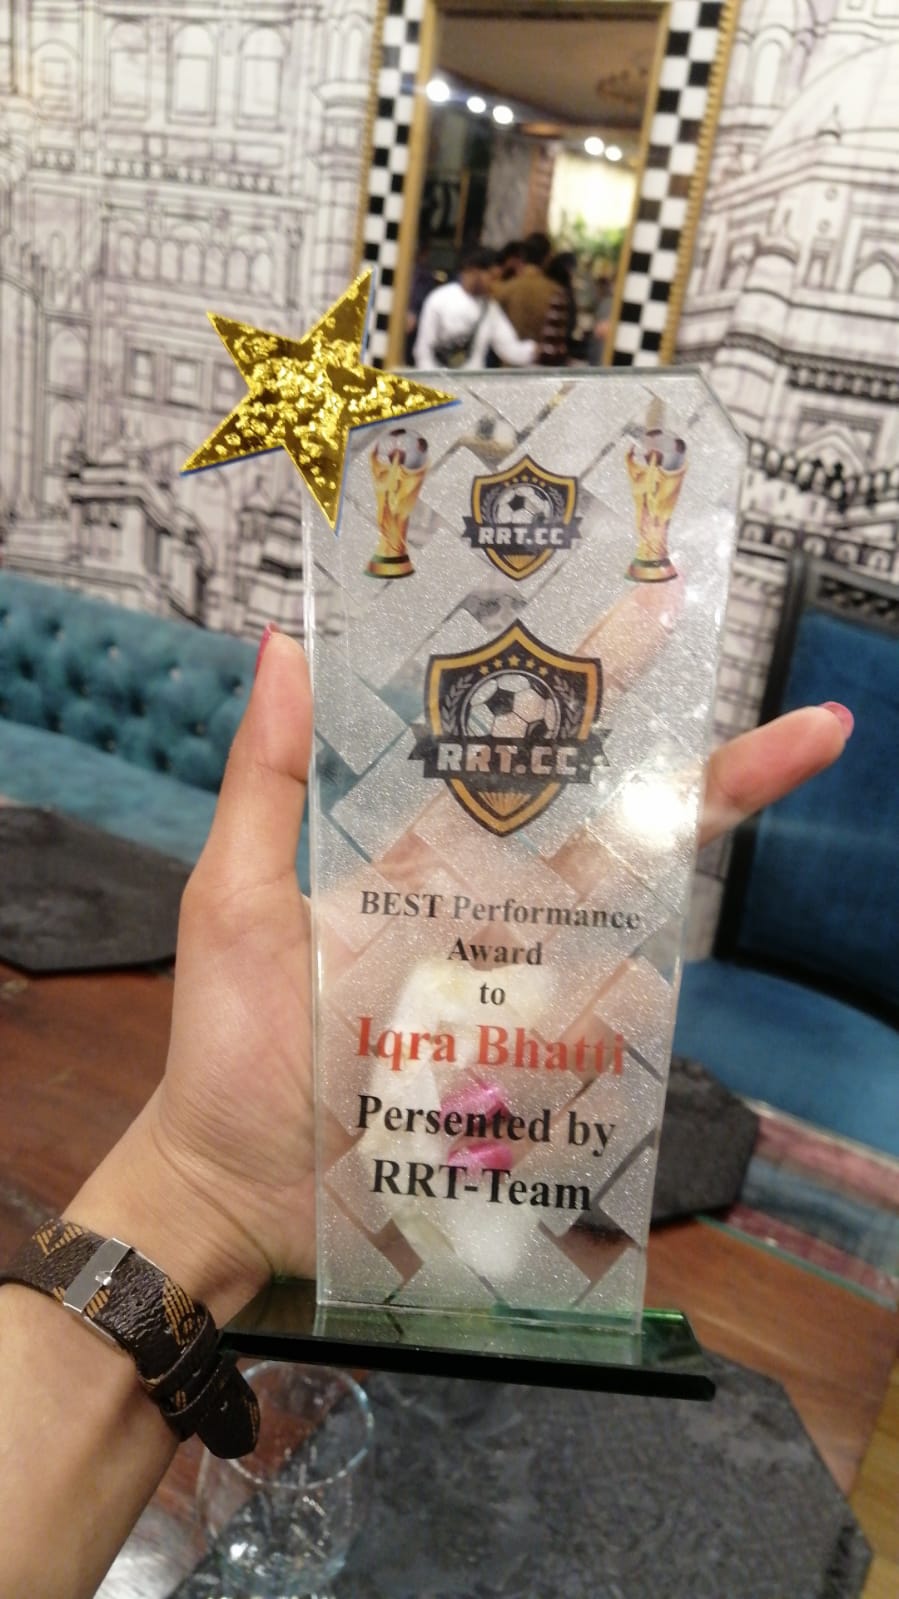 RRT.CC
RRT.CC
BEST Performance
Award
to
Iqra Bhatti
Persented by
RRT-Team